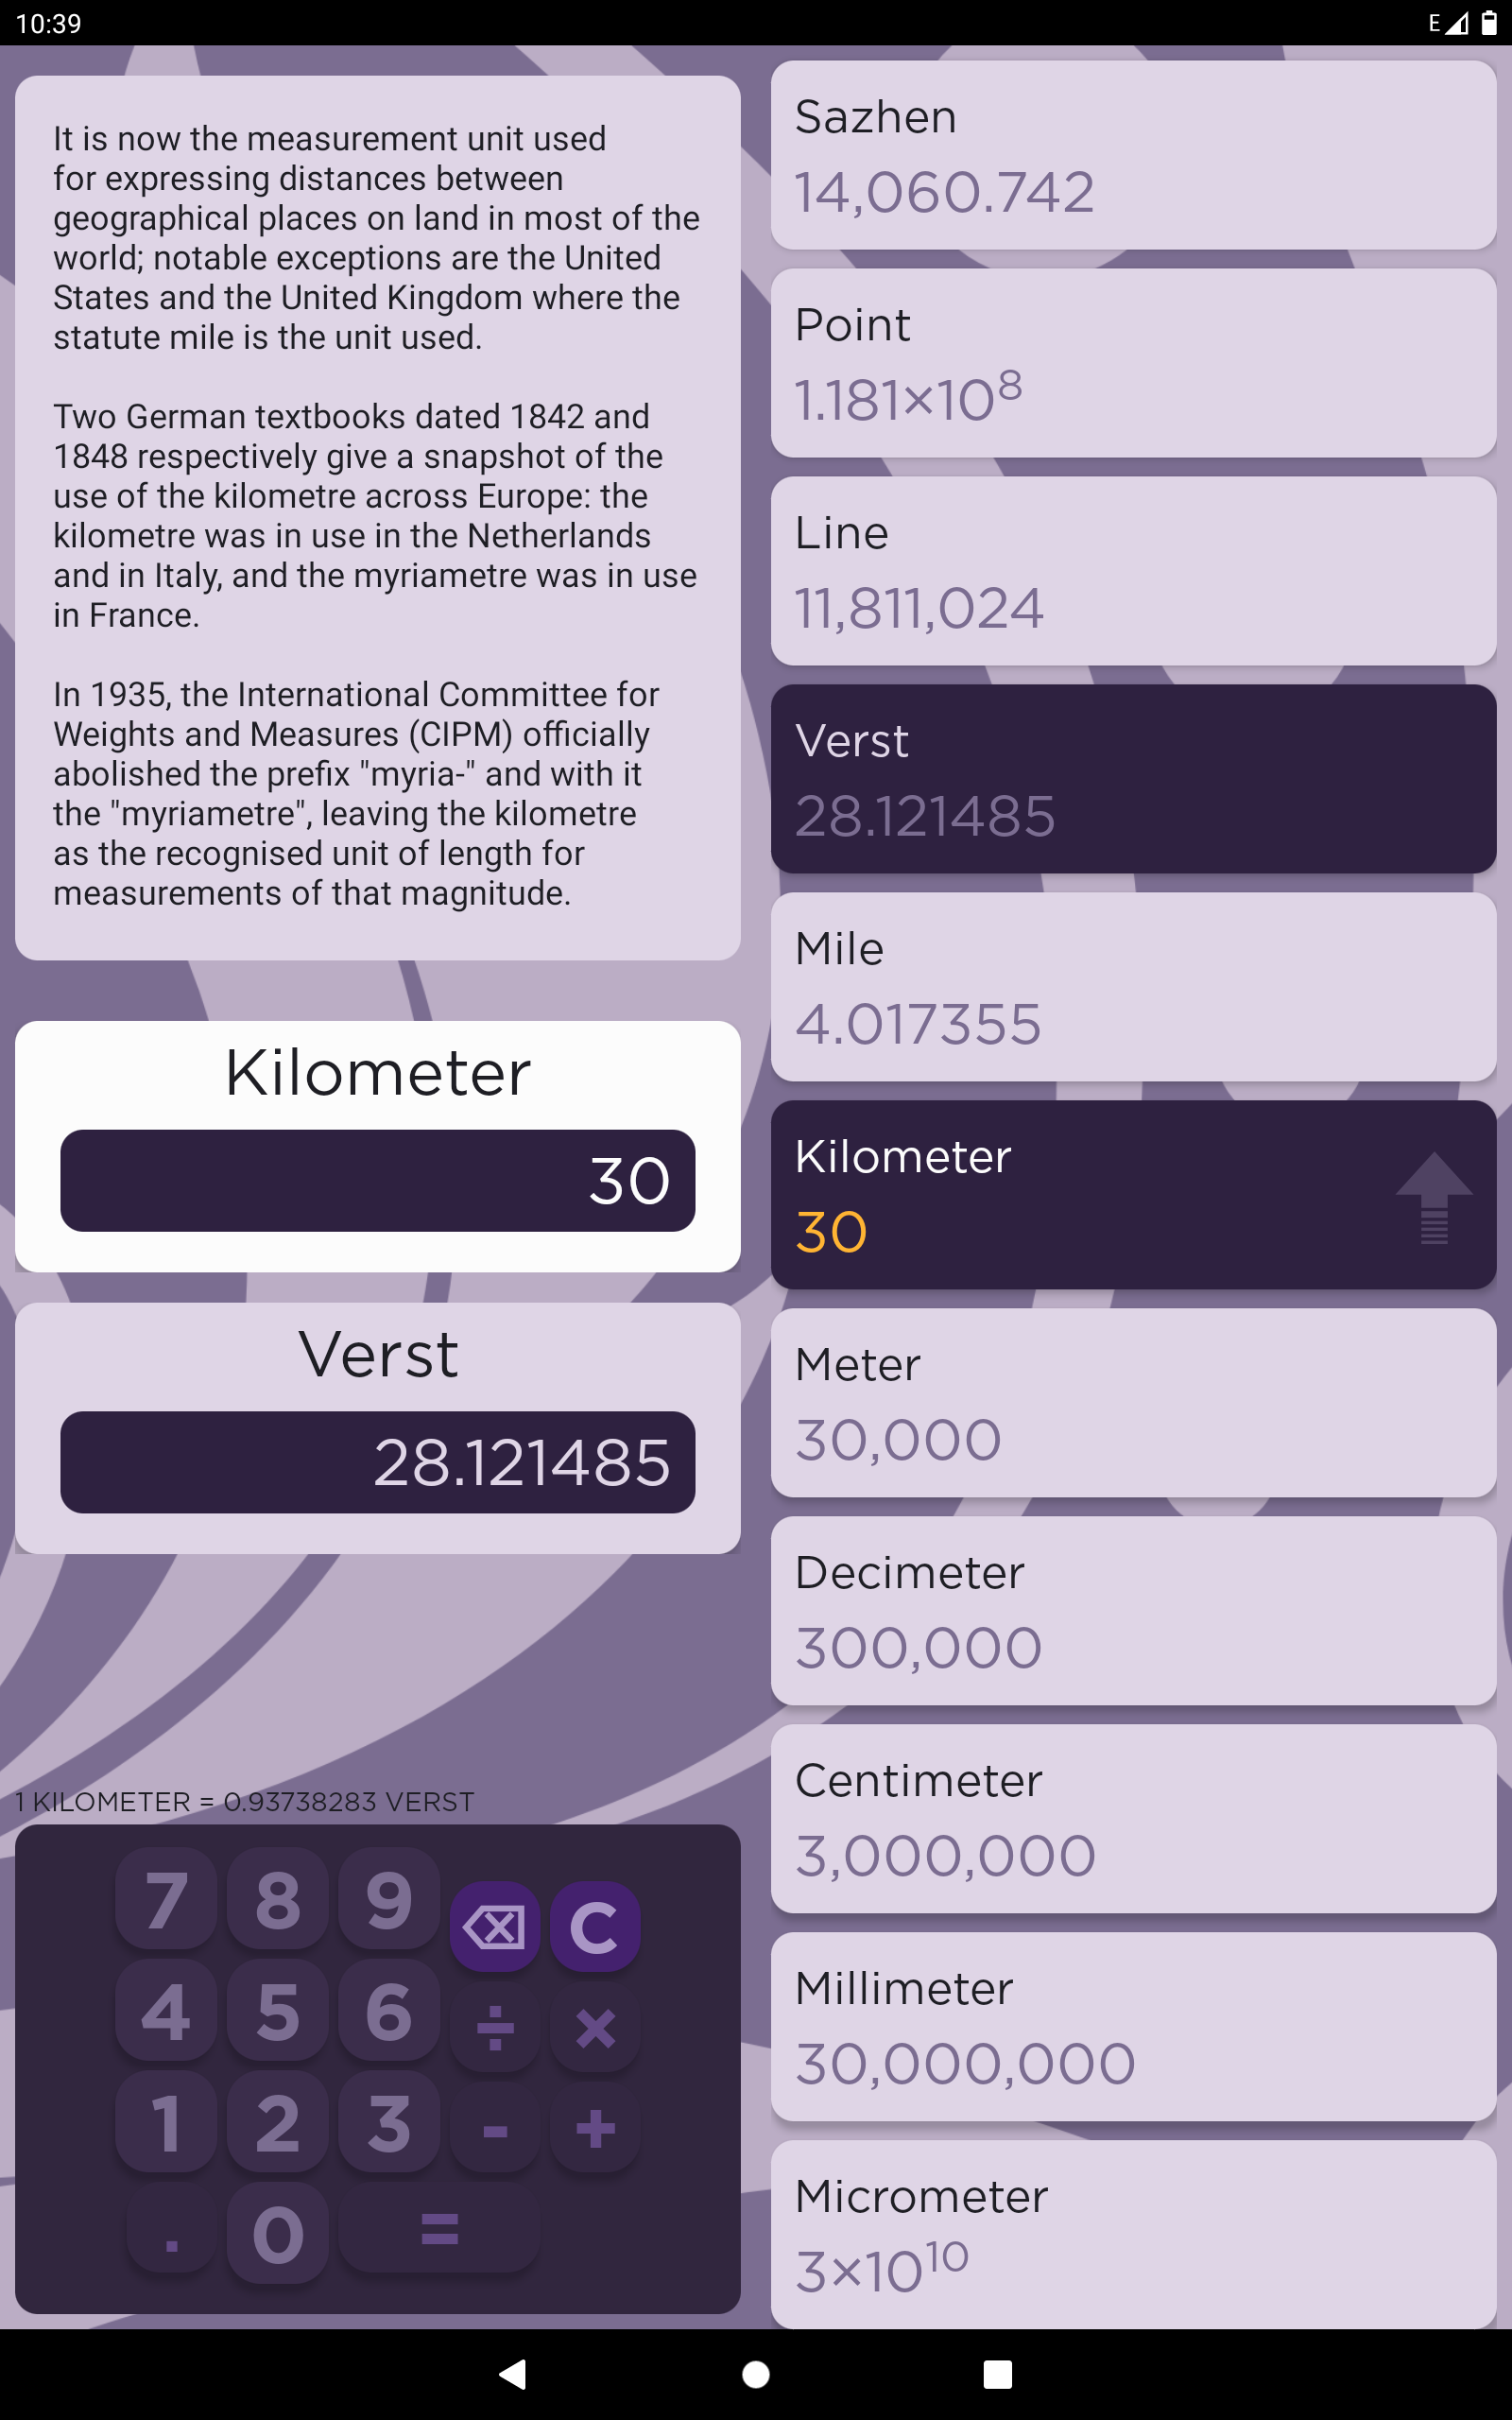 10:39
E
It is now the measurement unit used
for expressing distances between
geographical places on land in most of the
world; notable exceptions are the United
States and the United Kingdom where the
statute mile is the unit used.
Two German textbooks dated 1842 and
1848 respectively give a snapshot of the
use of the kilometre across Europe: the
kilometre was in use in the Netherlands
and in Italy, and the myriametre was in use
in France.
In 1935, the International Committee for
Weights and Measures (CIPM) officially
abolished the prefix "myria-" and with it
the "myriametre", leaving the kilometre
as the recognised unit of length for
measurements of that magnitude.
Kilometer
30
Verst
28.121485
1 KILOMETER = 0.93738283 VERST
7 8 9 C
4 5 6 ÷ ×
1 2 3 - +
. 0 =
Sazhen
14,060.742
Point
1.181×10⁸
Line
11,811,024
Verst
28.121485
Mile
4.017355
Kilometer
30
Meter
30,000
Decimeter
300,000
Centimeter
3,000,000
Millimeter
30,000,000
Micrometer
3×10¹⁰